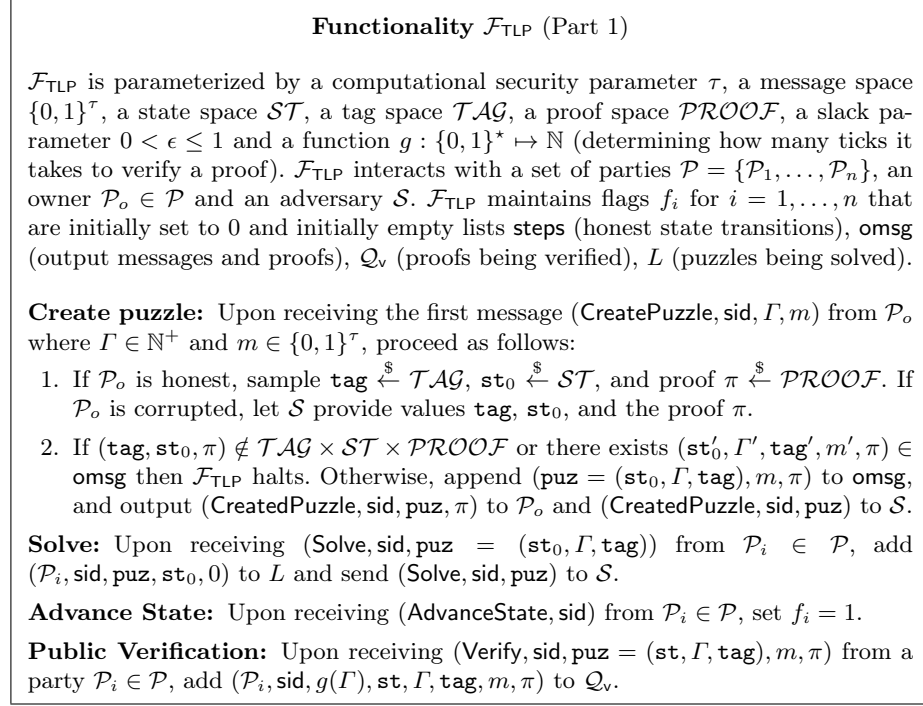 Functionality 𝓕_TLP (Part 1)
𝓕_TLP is parameterized by a computational security parameter τ, a message space
{0, 1}^τ, a state space 𝒮𝒯, a tag space 𝒯𝒜𝒢, a proof space 𝒫ℛ𝒪𝒪ℱ, a slack pa-
rameter 0 < ϵ ≤ 1 and a function g : {0, 1}^⋆ ↦ ℕ (determining how many ticks it
takes to verify a proof). 𝓕_TLP interacts with a set of parties 𝒫 = {𝒫_1, . . . , 𝒫_n}, an
owner 𝒫_o ∈ 𝒫 and an adversary 𝒮. 𝓕_TLP maintains flags f_i for i = 1, . . . , n that
are initially set to 0 and initially empty lists steps (honest state transitions), omsg
(output messages and proofs), 𝒬_v (proofs being verified), L (puzzles being solved).
Create puzzle: Upon receiving the first message (CreatePuzzle, sid, Γ, m) from 𝒫_o
where Γ ∈ ℕ^+ and m ∈ {0, 1}^τ, proceed as follows:
1. If 𝒫_o is honest, sample tag ←$ 𝒯𝒜𝒢, st_0 ←$ 𝒮𝒯, and proof π ←$ 𝒫ℛ𝒪𝒪ℱ. If
𝒫_o is corrupted, let 𝒮 provide values tag, st_0, and the proof π.
2. If (tag, st_0, π) ∉ 𝒯𝒜𝒢 × 𝒮𝒯 × 𝒫ℛ𝒪𝒪ℱ or there exists (st′_0, Γ′, tag′, m′, π) ∈
omsg then 𝓕_TLP halts. Otherwise, append (puz = (st_0, Γ, tag), m, π) to omsg,
and output (CreatedPuzzle, sid, puz, π) to 𝒫_o and (CreatedPuzzle, sid, puz) to 𝒮.
Solve: Upon receiving (Solve, sid, puz = (st_0, Γ, tag)) from 𝒫_i ∈ 𝒫, add
(𝒫_i, sid, puz, st_0, 0) to L and send (Solve, sid, puz) to 𝒮.
Advance State: Upon receiving (AdvanceState, sid) from 𝒫_i ∈ 𝒫, set f_i = 1.
Public Verification: Upon receiving (Verify, sid, puz = (st, Γ, tag), m, π) from a
party 𝒫_i ∈ 𝒫, add (𝒫_i, sid, g(Γ), st, Γ, tag, m, π) to 𝒬_v.